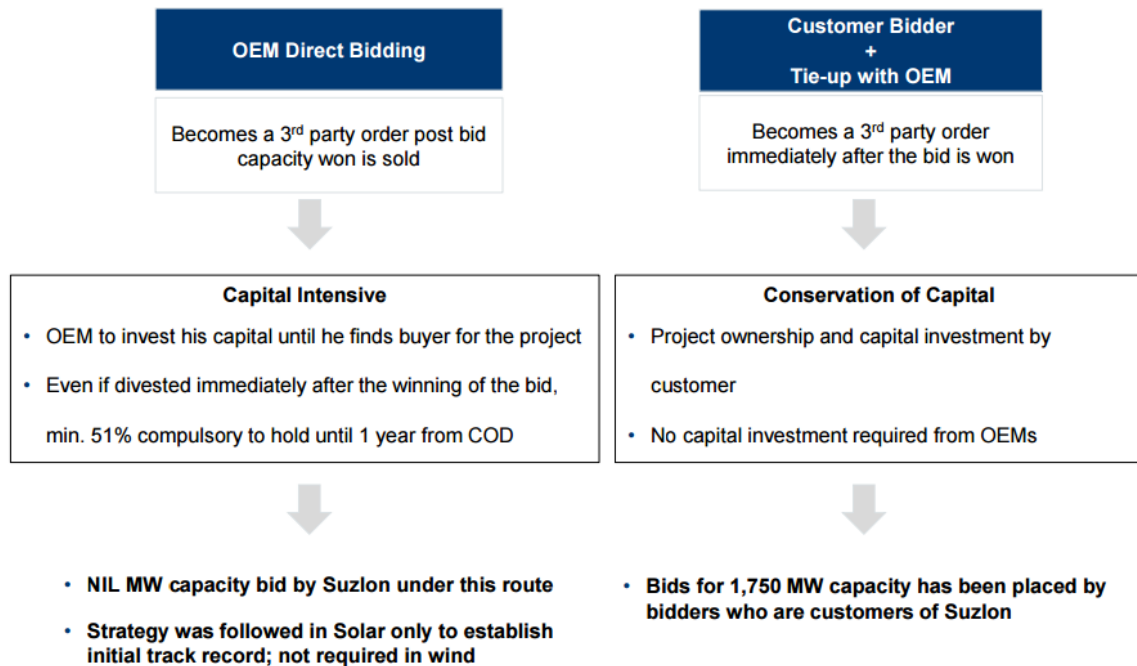 OEM Direct Bidding
Becomes a 3rd party order post bid
capacity won is sold
Capital Intensive
• OEM to invest his capital until he finds buyer for the project
• Even if divested immediately after the winning of the bid,
min. 51% compulsory to hold until 1 year from COD
• NIL MW capacity bid by Suzlon under this route
• Strategy was followed in Solar only to establish
initial track record; not required in wind
Customer Bidder
+
Tie-up with OEM
Becomes a 3rd party order
immediately after the bid is won
Conservation of Capital
• Project ownership and capital investment by
customer
• No capital investment required from OEMs
• Bids for 1,750 MW capacity has been placed by
bidders who are customers of Suzlon